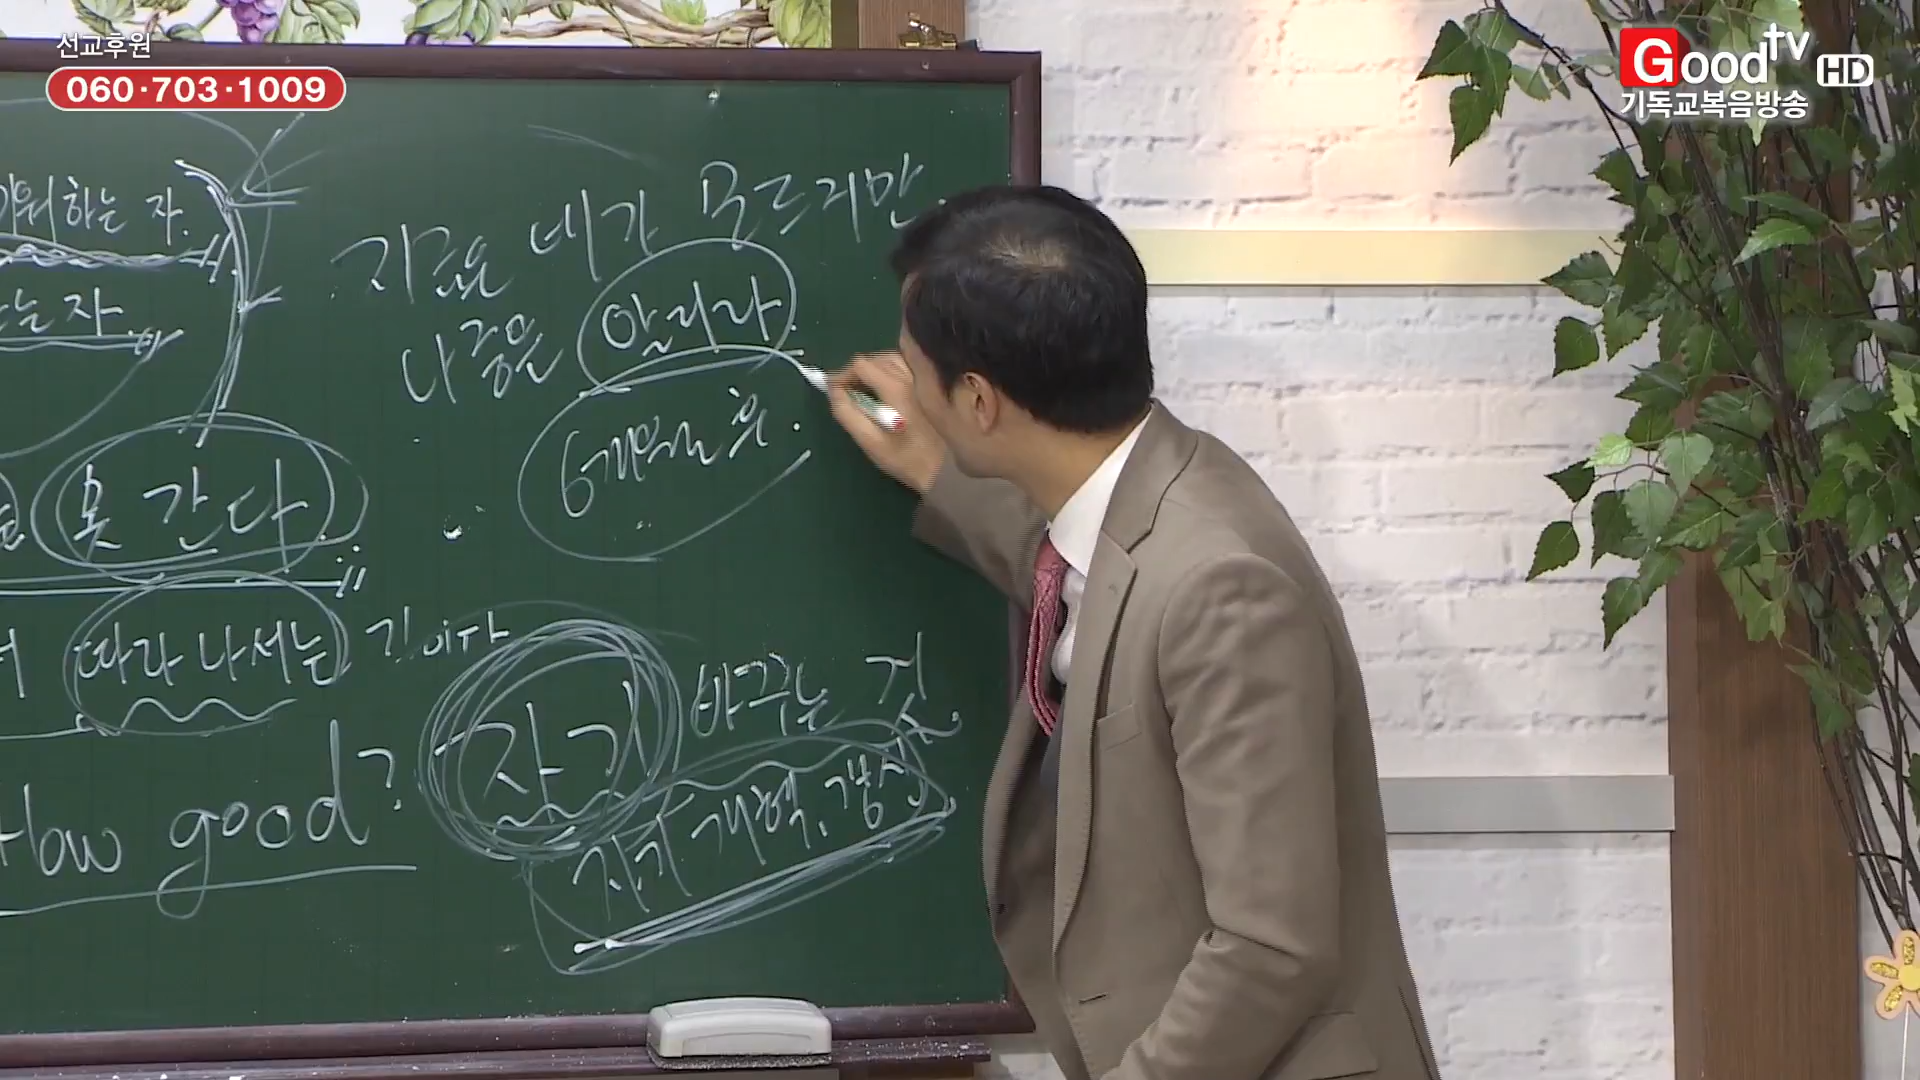 선교후원
060·703·1009
Good tv HD
기독교복음방송
하는 자.
는 자.
지금은 네가 모르지만.
나중은 알리라.
6개월 후.
못 간다.
따라 나서는 길이다
자기 바꾸는 것
자기 개혁, 갱신
How good?